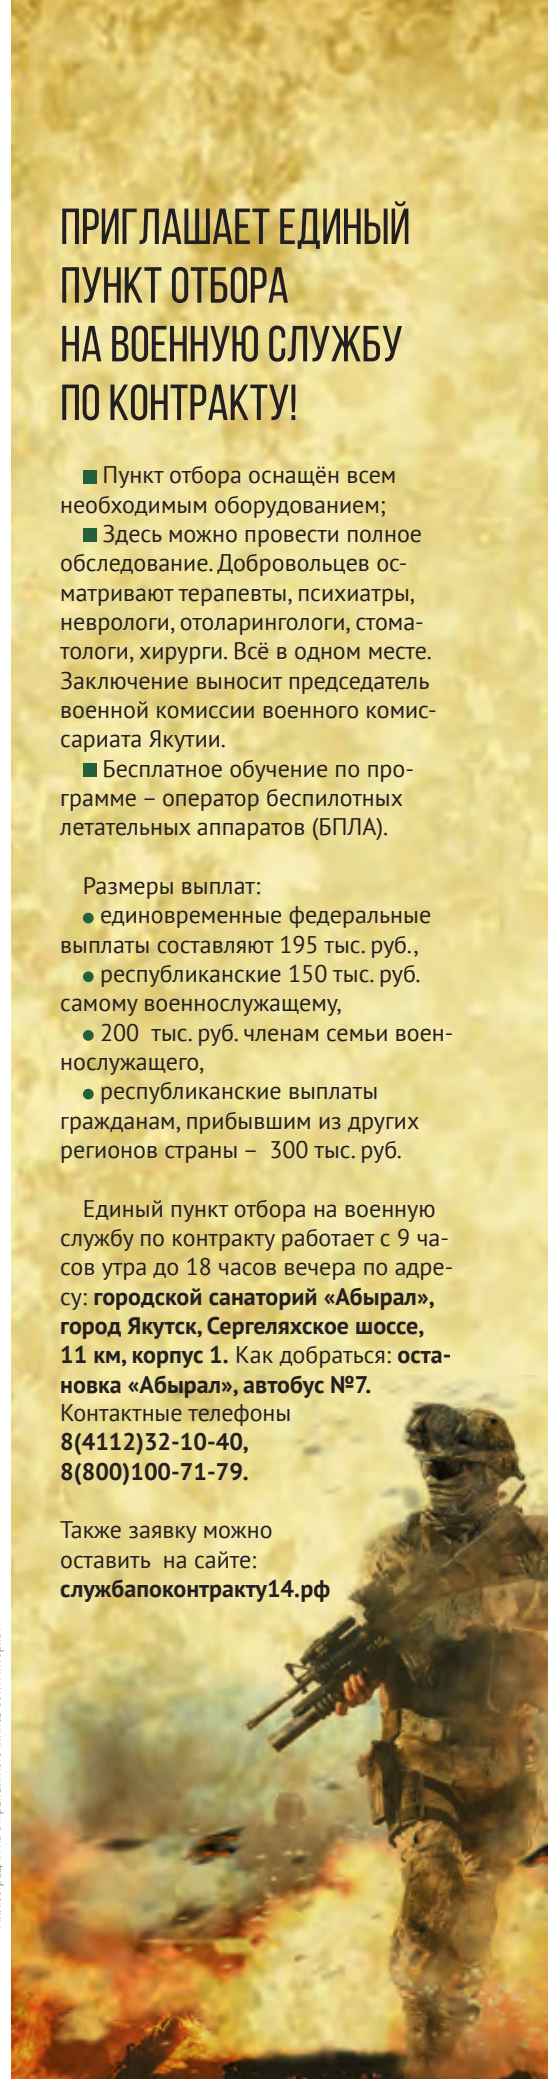 ПРИГЛАШАЕТ ЕДИНЫЙ
ПУНКТ ОТБОРА
НА ВОЕННУЮ СЛУЖБУ
ПО КОНТРАКТУ!
■ Пункт отбора оснащён всем
необходимым оборудованием;
■ Здесь можно провести полное
обследование. Добровольцев ос-
матривают терапевты, психиатры,
неврологи, отоларингологи, стома-
тологи, хирурги. Всё в одном месте.
Заключение выносит председатель
военной комиссии военного комис-
сариата Якутии.
■ Бесплатное обучение по про-
грамме – оператор беспилотных
летательных аппаратов (БПЛА).
Размеры выплат:
• единовременные федеральные
выплаты составляют 195 тыс. руб.,
• республиканские 150 тыс. руб.
самому военнослужащему,
• 200 тыс. руб. членам семьи воен-
нослужащего,
• республиканские выплаты
гражданам, прибывшим из других
регионов страны – 300 тыс. руб.
Единый пункт отбора на военную
службу по контракту работает с 9 ча-
сов утра до 18 часов вечера по адре-
су: городской санаторий «Абырал»,
город Якутск, Сергеляхское шоссе,
11 км, корпус 1. Как добраться: оста-
новка «Абырал», автобус №7.
Контактные телефоны
8(4112)32-10-40,
8(800)100-71-79.
Также заявку можно
оставить на сайте:
службапоконтракту14.рф